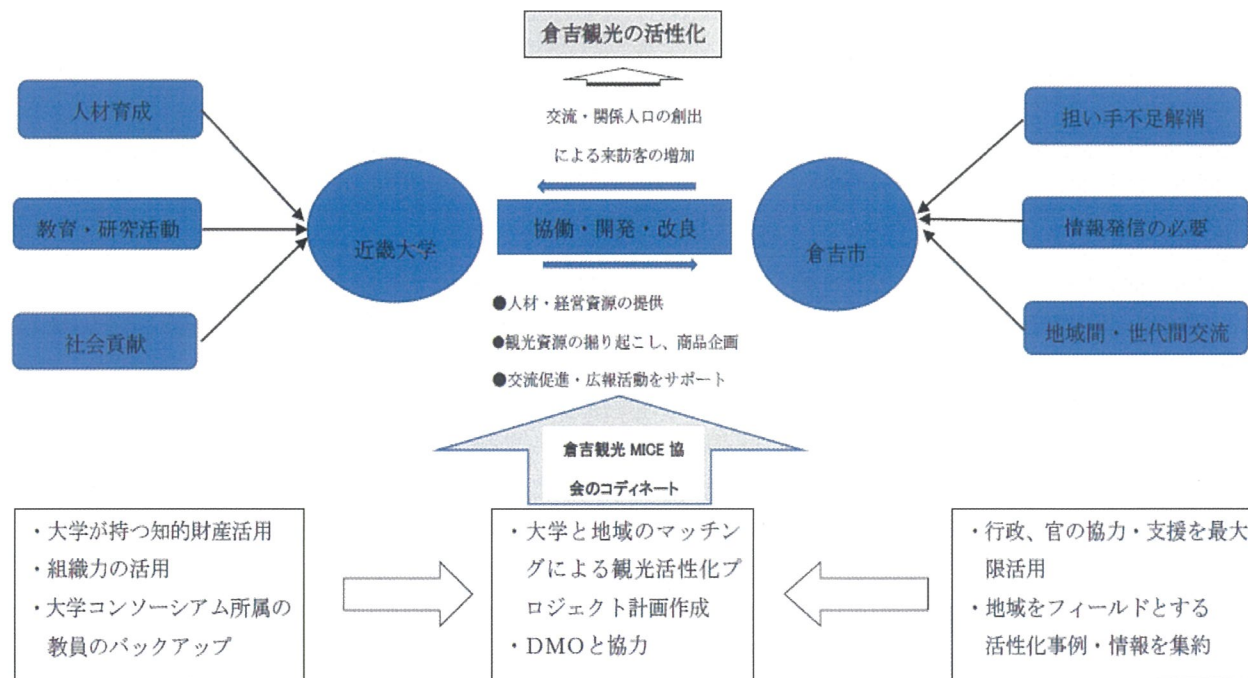 倉吉観光の活性化
人材育成
教育・研究活動
社会貢献
近畿大学
交流・関係人口の創出
による来訪客の増加
協働・開発・改良
●人材・経営資源の提供
●観光資源の掘り起こし、商品企画
●交流促進・広報活動をサポート
倉吉市
担い手不足解消
情報発信の必要
地域間・世代間交流
倉吉観光 MICE 協
会のコディネート
・大学が持つ知的財産活用
・組織力の活用
・大学コンソーシアム所属の
教員のバックアップ
・大学と地域のマッチン
グによる観光活性化プ
ロジェクト計画作成
・DMOと協力
・行政、官の協力・支援を最大
限活用
・地域をフィールドとする
活性化事例・情報を集約